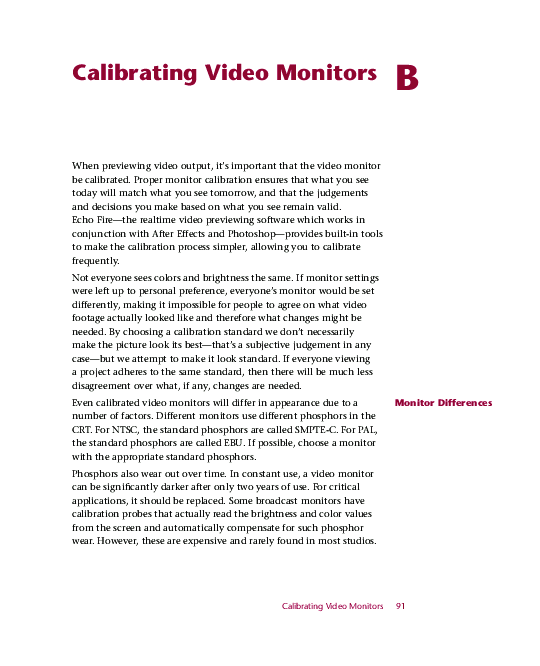 Calibrating Video Monitors B
When previewing video output, it's important that the video monitor
be calibrated. Proper monitor calibration ensures that what you see
today will match what you see tomorrow, and that the judgements
and decisions you make based on what you see remain valid.
Echo Fire—the realtime video previewing software which works in
conjunction with After Effects and Photoshop—provides built-in tools
to make the calibration process simpler, allowing you to calibrate
frequently.
Not everyone sees colors and brightness the same. If monitor settings
were left up to personal preference, everyone's monitor would be set
differently, making it impossible for people to agree on what video
footage actually looked like and therefore what changes might be
needed. By choosing a calibration standard we don't necessarily
make the picture look its best—that's a subjective judgement in any
case—but we attempt to make it look standard. If everyone viewing
a project adheres to the same standard, then there will be much less
disagreement over what, if any, changes are needed.
Monitor Differences
Even calibrated video monitors will differ in appearance due to a
number of factors. Different monitors use different phosphors in the
CRT. For NTSC, the standard phosphors are called SMPTE-C. For PAL,
the standard phosphors are called EBU. If possible, choose a monitor
with the appropriate standard phosphors.
Phosphors also wear out over time. In constant use, a video monitor
can be significantly darker after only two years of use. For critical
applications, it should be replaced. Some broadcast monitors have
calibration probes that actually read the brightness and color values
from the screen and automatically compensate for such phosphor
wear. However, these are expensive and rarely found in most studios.
Calibrating Video Monitors 91